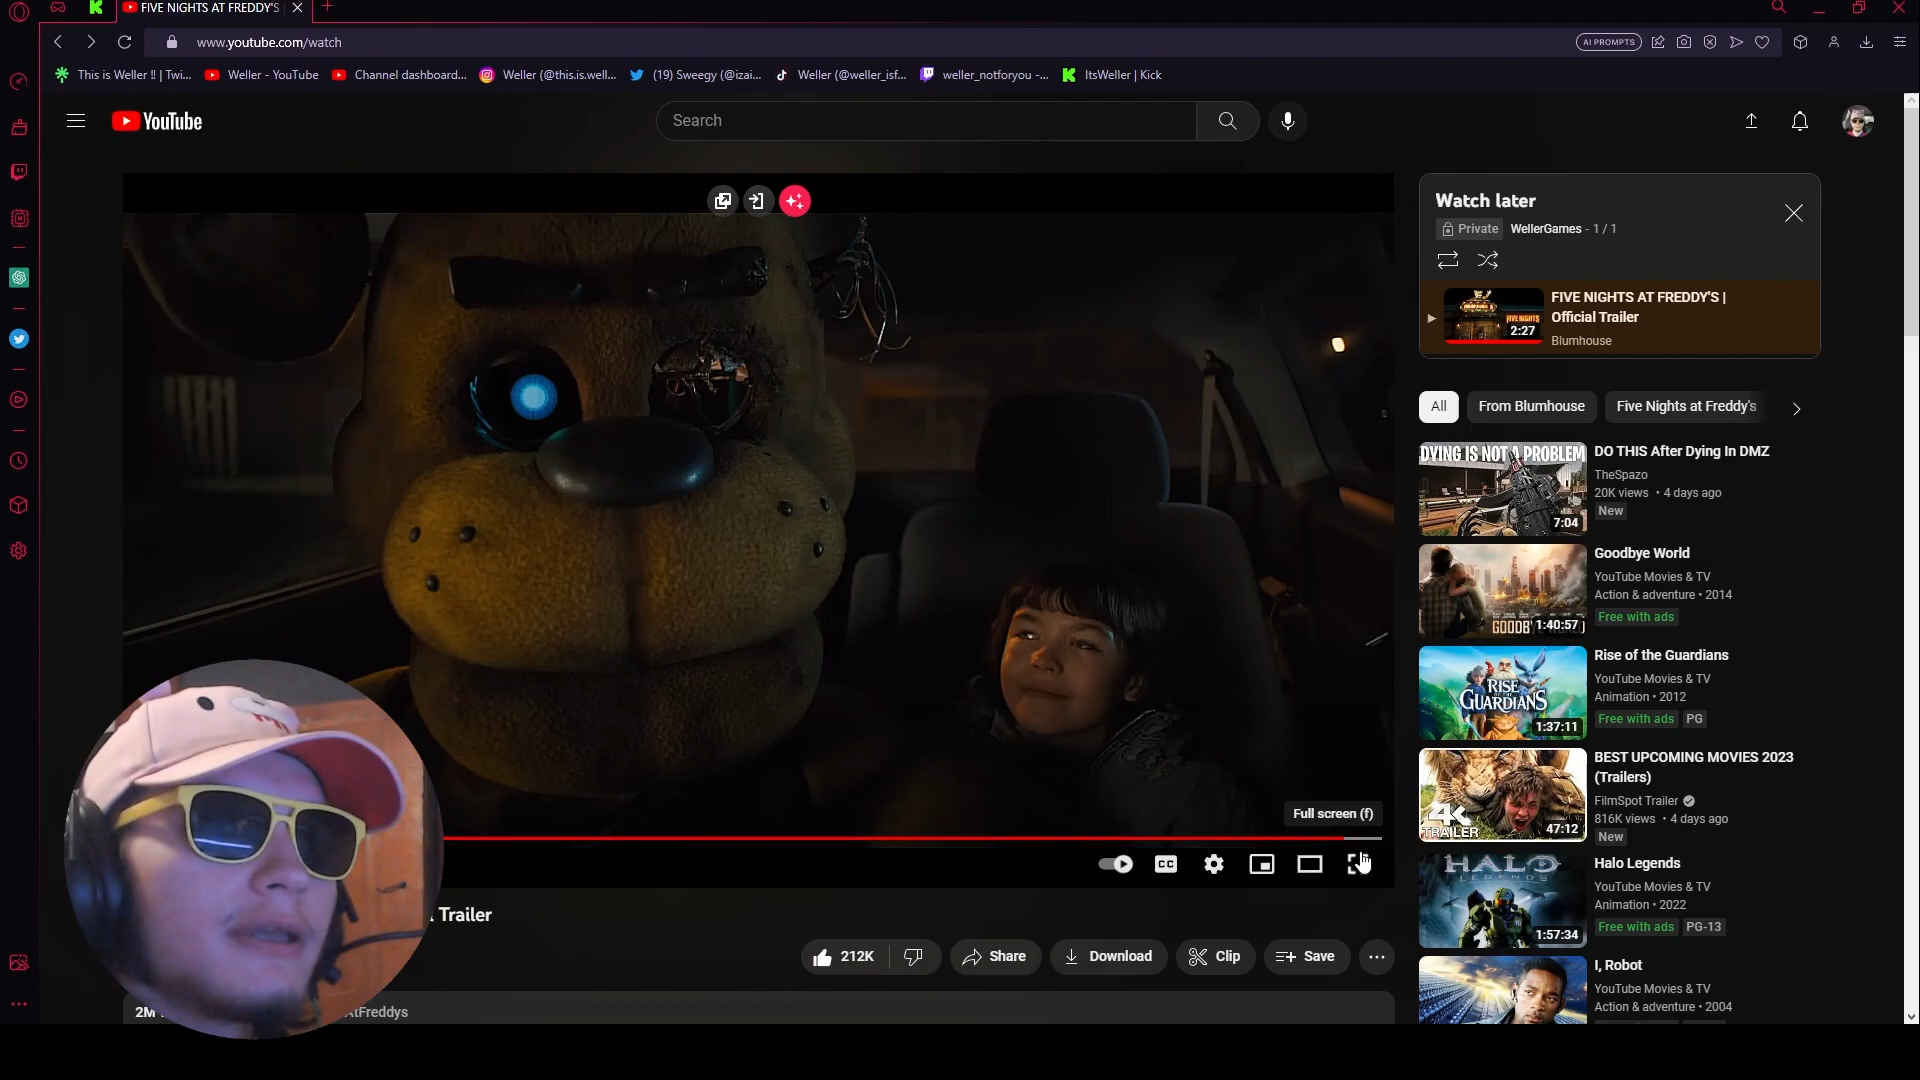 FIVE NIGHTS AT FREDDY'S
www.youtube.com/watch
AI PROMPTS
This is Weller !! | Twi...
Weller - YouTube
Channel dashboard...
Weller (@this.is.well...
(19) Sweegy (@izai...
Weller (@weller_isf...
weller_notforyou -...
ItsWeller | Kick
YouTube
Search
Watch later
Private
WellerGames - 1 / 1
FIVE NIGHTS AT FREDDY'S |
Official Trailer
Blumhouse
FIVE NIGHTS
2:27
All
From Blumhouse
Five Nights at Freddy's
DYING IS NOT A PROBLEM
7:04
DO THIS After Dying In DMZ
TheSpazo
20K views • 4 days ago
New
1:40:57
Goodbye World
YouTube Movies & TV
Action & adventure • 2014
Free with ads
RISE OF THE GUARDIANS
1:37:11
Rise of the Guardians
YouTube Movies & TV
Animation • 2012
Free with ads
PG
4K
TRAILER
47:12
BEST UPCOMING MOVIES 2023
(Trailers)
FilmSpot Trailer
816K views • 4 days ago
New
HALO
LEGENDS
1:57:34
Halo Legends
YouTube Movies & TV
Animation • 2022
Free with ads
PG-13
I, Robot
YouTube Movies & TV
Action & adventure • 2004
Full screen (f)
CC
Trailer
212K
Share
Download
Clip
Save
2M
AtFreddys